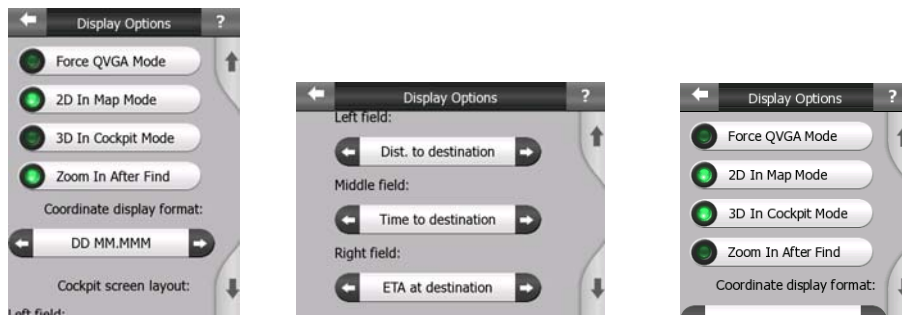 Display Options ?
Force QVGA Mode
2D In Map Mode
3D In Cockpit Mode
Zoom In After Find
Coordinate display format:
DD MM.MMM
Cockpit screen layout:
Left field:
Display Options ?
Left field:
Dist. to destination
Middle field:
Time to destination
Right field:
ETA at destination
Display Options ?
Force QVGA Mode
2D In Map Mode
3D In Cockpit Mode
Zoom In After Find
Coordinate display format: